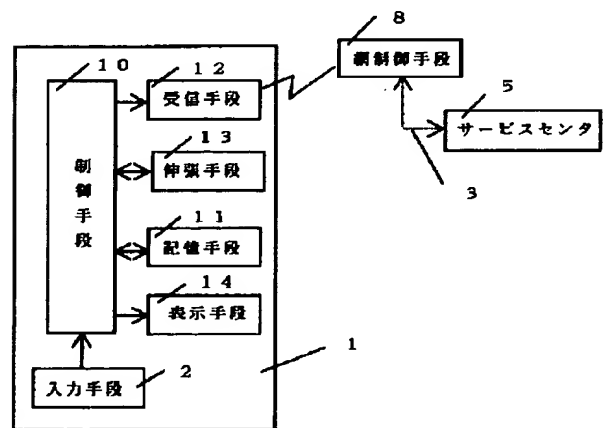 10
制御手段
12
受信手段
13
伸張手段
11
記憶手段
14
表示手段
入力手段
2
1
8
網制御手段
5
サービスセンタ
3